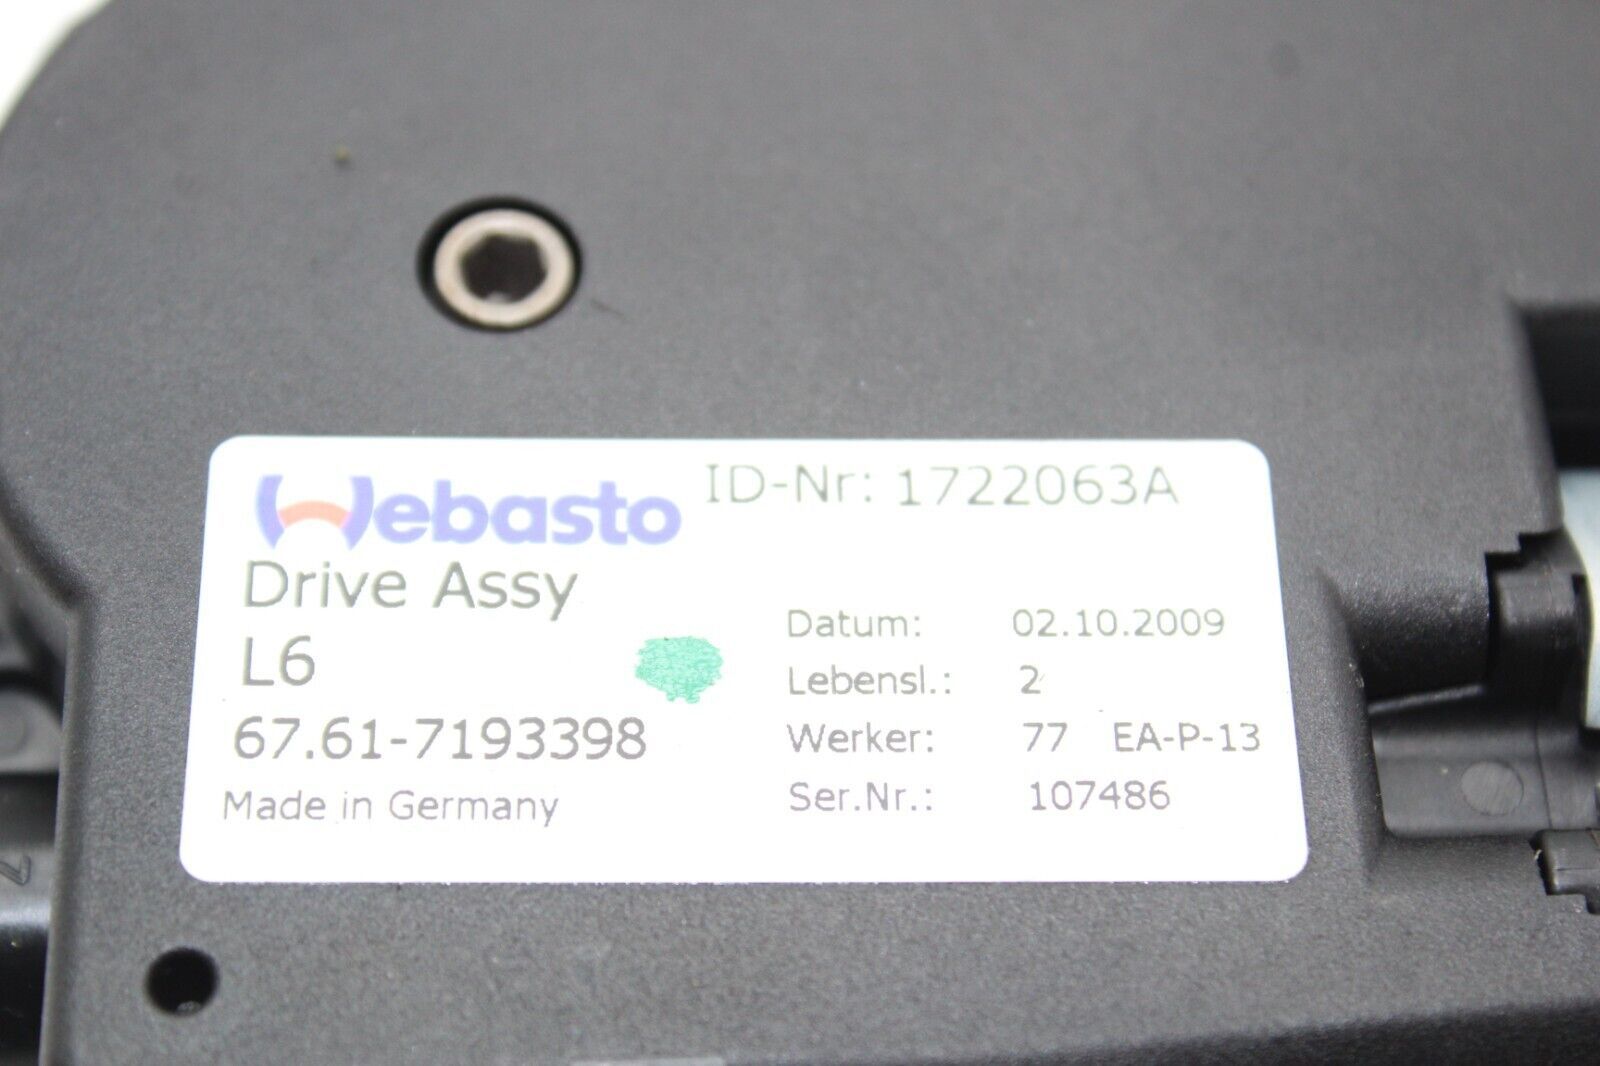 Webasto ID-Nr: 1722063A
Drive Assy
L6
67.61-7193398
Made in Germany
Datum: 02.10.2009
Lebensl.: 2
Werker: 77 EA-P-13
Ser.Nr.: 107486